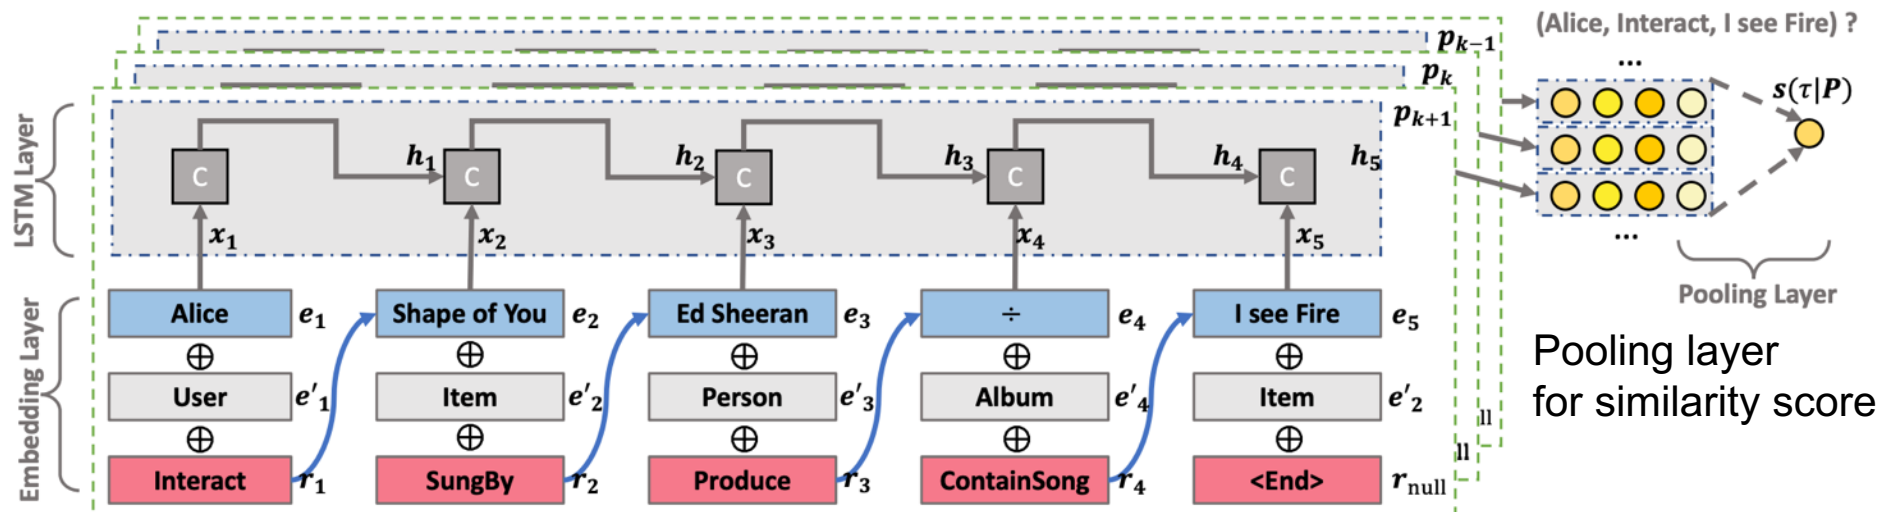 (Alice, Interact, I see Fire) ?
p_{k-1}
p_k
p_{k+1}
...
s(τ|P)
...
Pooling Layer
Pooling layer
for similarity score
LSTM Layer
C h_1 C h_2 C h_3 C h_4 C h_5
x_1 x_2 x_3 x_4 x_5
Embedding Layer
Alice e_1 Shape of You e_2 Ed Sheeran e_3 ÷ e_4 I see Fire e_5
⊕ ⊕ ⊕ ⊕ ⊕
User e'_1 Item e'_2 Person e'_3 Album e'_4 Item e'_2
⊕ ⊕ ⊕ ⊕ ⊕
Interact r_1 SungBy r_2 Produce r_3 ContainSong r_4 <End> r_null
ll
ll